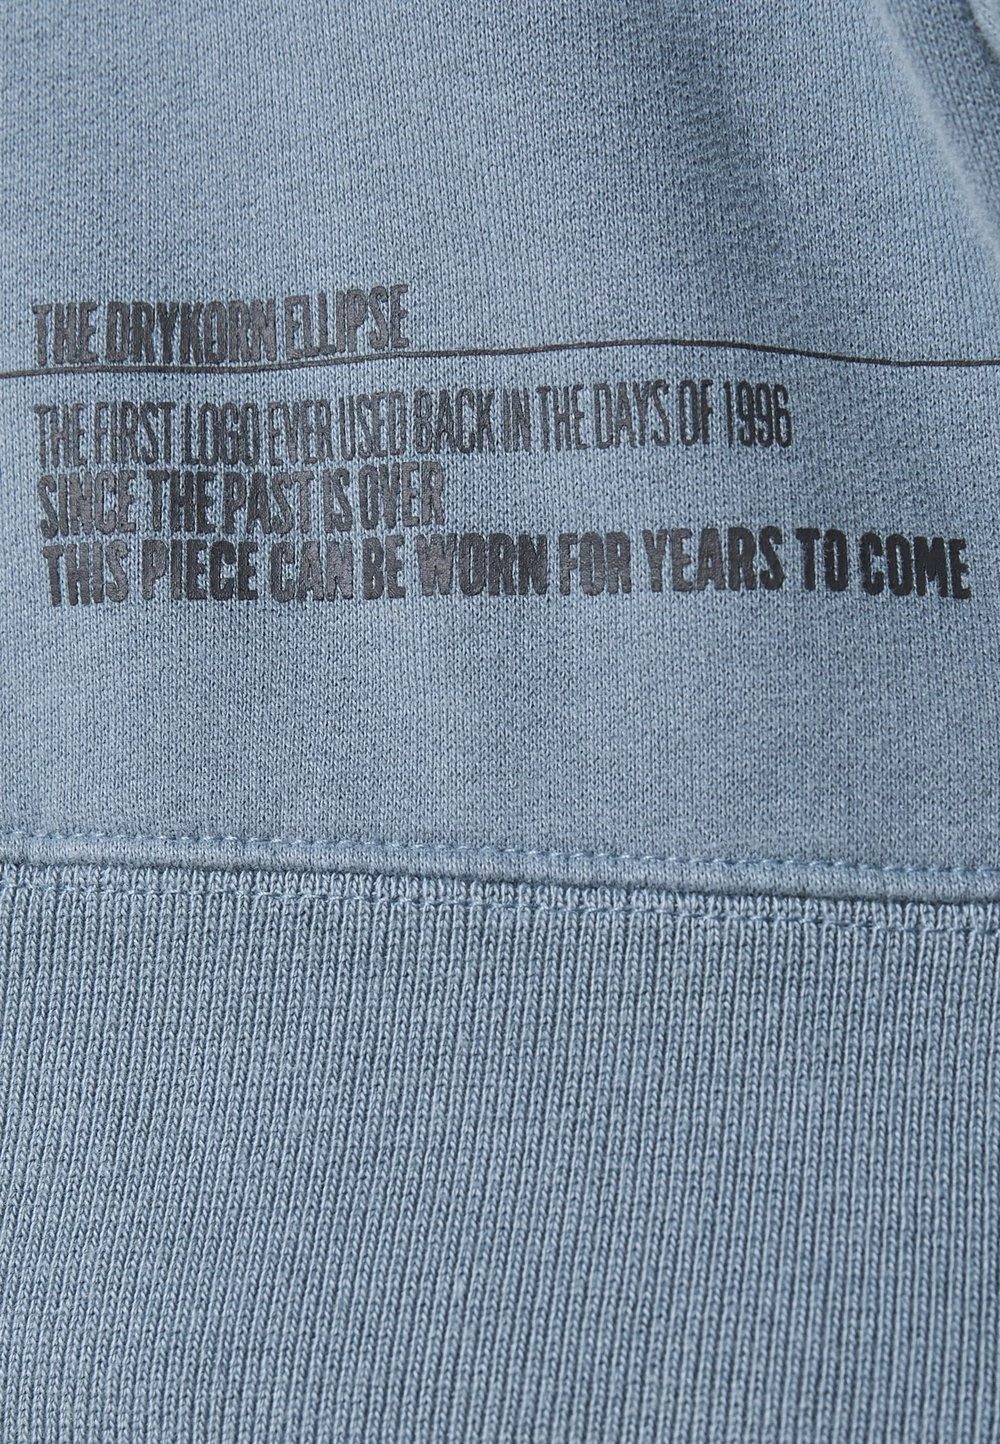 THE DRYKORN ELLIPSE
THE FIRST LOGO EVER USED BACK IN THE DAYS OF 1996
SINCE THE PAST IS OVER
THIS PIECE CAN BE WORN FOR YEARS TO COME